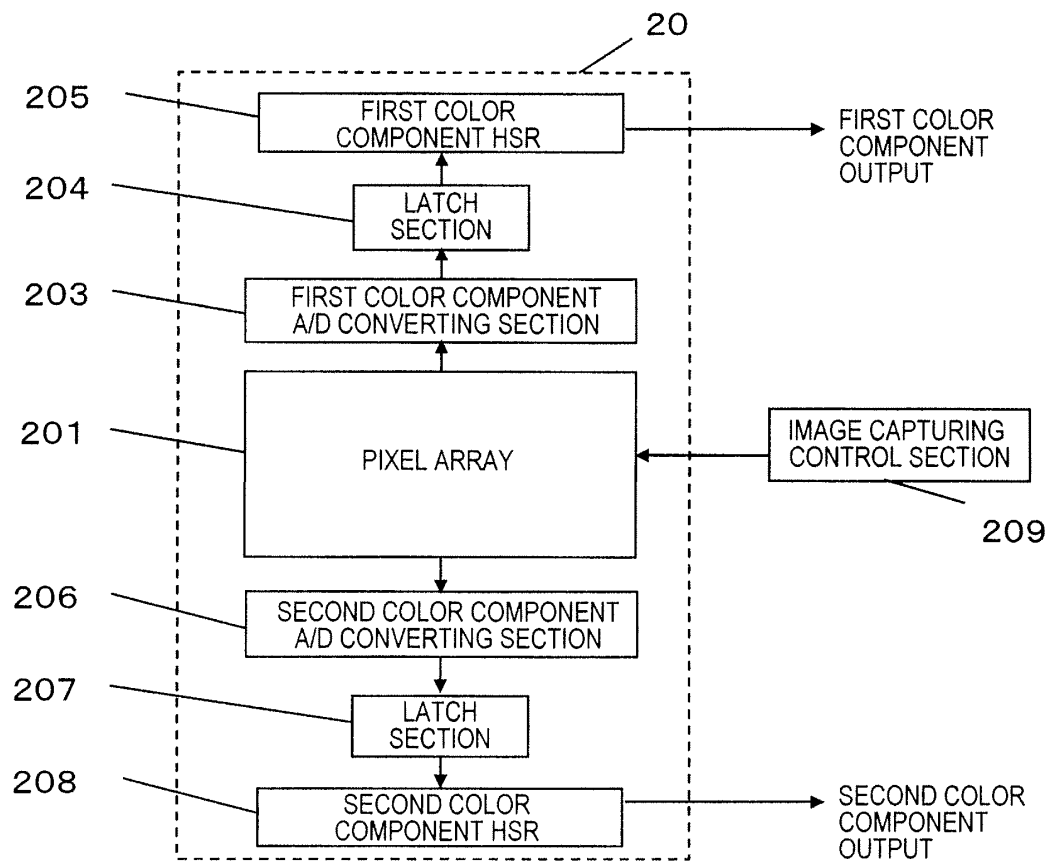 20
205
FIRST COLOR
COMPONENT HSR
FIRST COLOR
COMPONENT
OUTPUT
204
LATCH
SECTION
203
FIRST COLOR COMPONENT
A/D CONVERTING SECTION
201
PIXEL ARRAY
IMAGE CAPTURING
CONTROL SECTION
209
206
SECOND COLOR COMPONENT
A/D CONVERTING SECTION
207
LATCH
SECTION
208
SECOND COLOR
COMPONENT HSR
SECOND COLOR
COMPONENT
OUTPUT